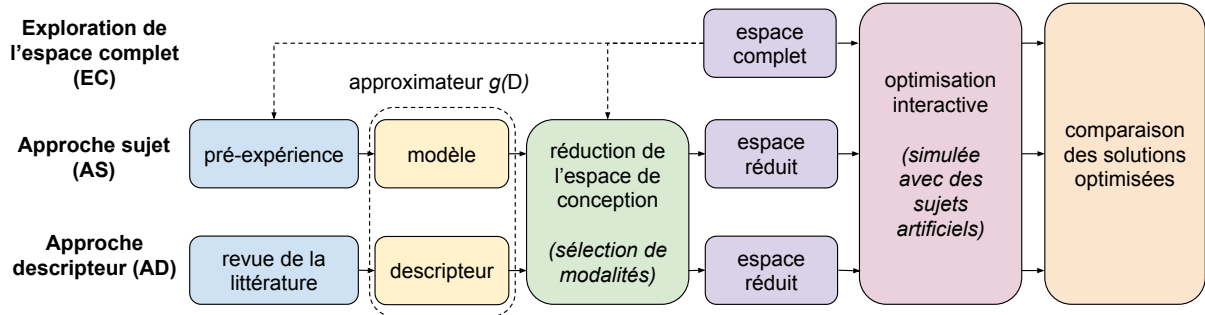 Exploration de
l'espace complet
(EC)
espace
complet
approximateur g(D)
optimisation
interactive
(simulée
avec des
sujets
artificiels)
comparaison
des solutions
optimisées
Approche sujet
(AS)
pré-expérience
modèle
réduction de
l'espace de
conception
(sélection de
modalités)
espace
réduit
Approche
descripteur (AD)
revue de la
littérature
descripteur
espace
réduit